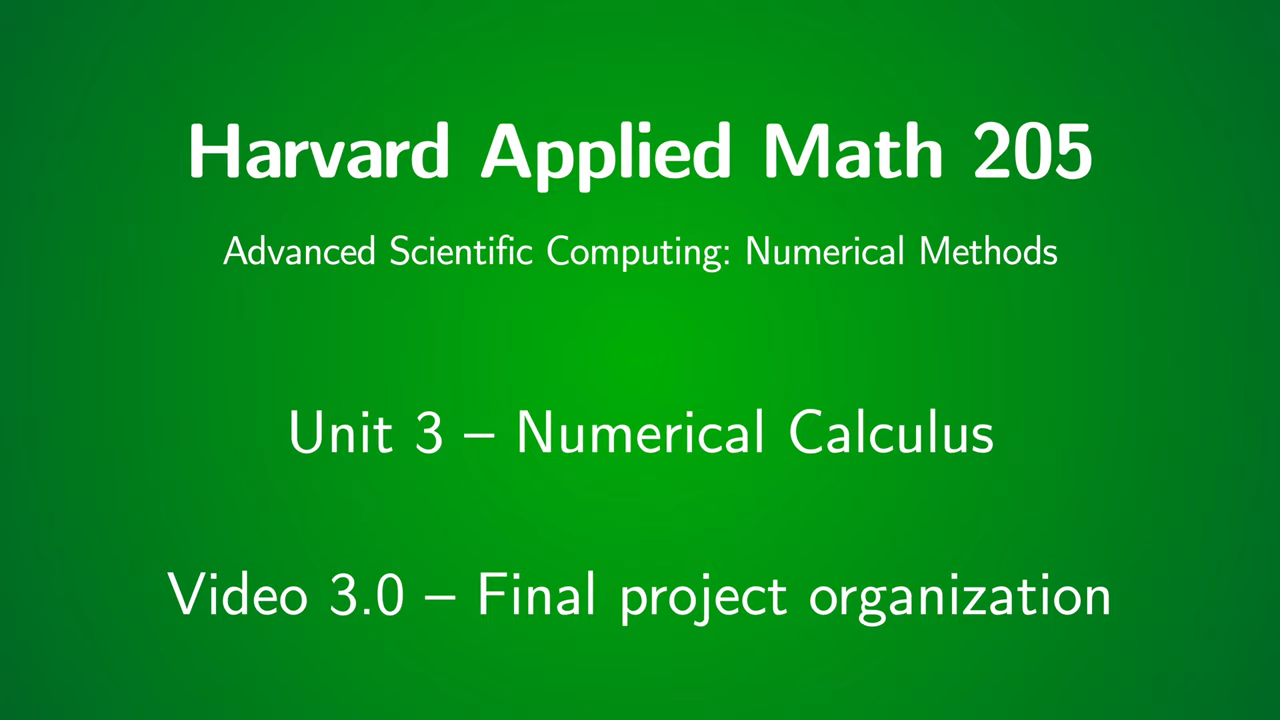 Harvard Applied Math 205
Advanced Scientific Computing: Numerical Methods
Unit 3 – Numerical Calculus
Video 3.0 – Final project organization